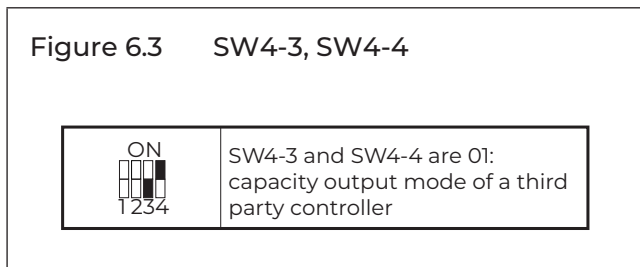 Figure 6.3 SW4-3, SW4-4
ON
1234
SW4-3 and SW4-4 are 01:
capacity output mode of a third
party controller